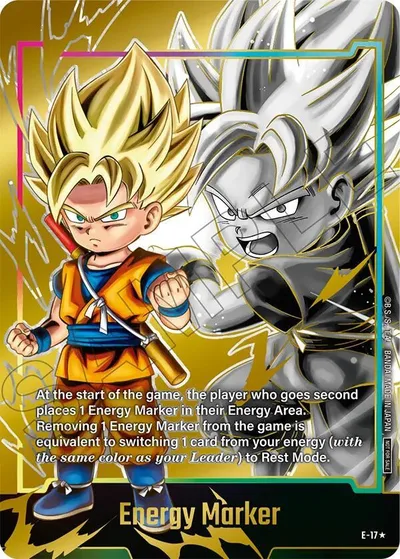 At the start of the game, the player who goes second
places 1 Energy Marker in their Energy Area.
Removing 1 Energy Marker from the game is
equivalent to switching 1 card from your energy (with
the same color as your Leader) to Rest Mode.
Energy Marker
E-17★
BANDAI MADE IN JAPAN
NOT FOR SALE